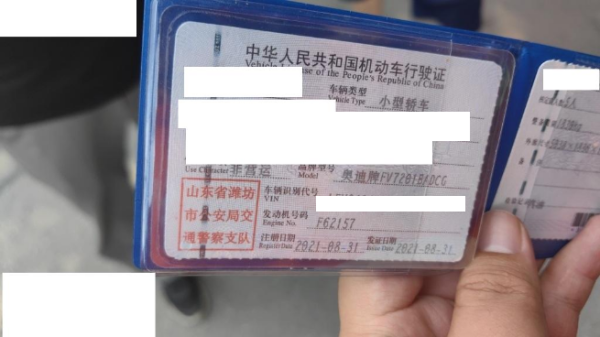 中华人民共和国机动车行驶证
Vehicle License of the People's Republic of China
车辆类型 小型轿车
Vehicle Type
Use Character 非营运 品牌型号 奥迪牌FV7201BADCG
Model
山东省潍坊
市公安局交
通警察支队
车辆识别代号
VIN
发动机号码 F62157
Engine No.
注册日期 2021-08-31 发证日期 2021-08-31
Register Date Issue Date